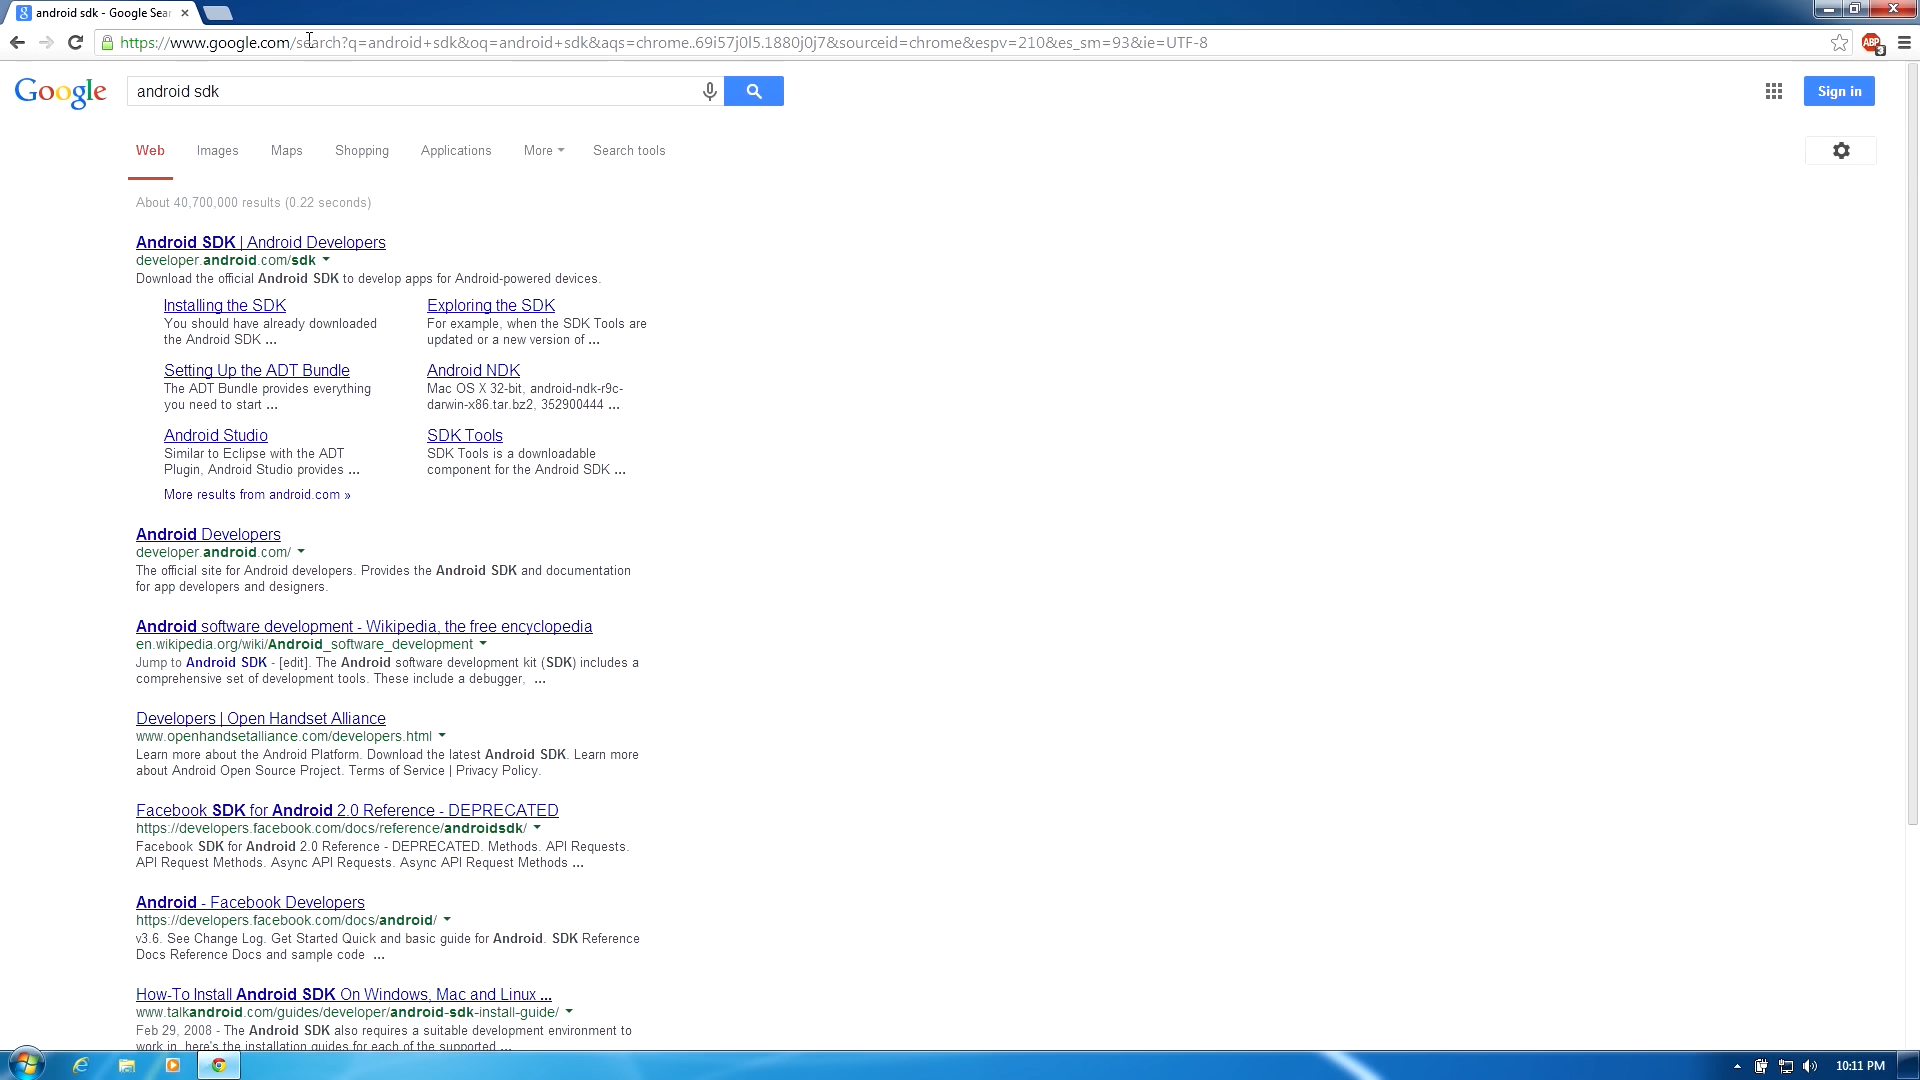 android sdk - Google Sear
https://www.google.com/search?q=android+sdk&oq=android+sdk&aqs=chrome..69i57j0l5.1880j0j7&sourceid=chrome&espv=210&es_sm=93&ie=UTF-8
ABP
3
Google
android sdk
Sign in
Web Images Maps Shopping Applications More Search tools
About 40,700,000 results (0.22 seconds)
Android SDK | Android Developers
developer.android.com/sdk
Download the official Android SDK to develop apps for Android-powered devices.
Installing the SDK
You should have already downloaded
the Android SDK ...
Exploring the SDK
For example, when the SDK Tools are
updated or a new version of ...
Setting Up the ADT Bundle
The ADT Bundle provides everything
you need to start ...
Android NDK
Mac OS X 32-bit, android-ndk-r9c-
darwin-x86.tar.bz2, 352900444 ...
Android Studio
Similar to Eclipse with the ADT
Plugin, Android Studio provides ...
SDK Tools
SDK Tools is a downloadable
component for the Android SDK ...
More results from android.com »
Android Developers
developer.android.com/
The official site for Android developers. Provides the Android SDK and documentation
for app developers and designers.
Android software development - Wikipedia, the free encyclopedia
en.wikipedia.org/wiki/Android_software_development
Jump to Android SDK - [edit]. The Android software development kit (SDK) includes a
comprehensive set of development tools. These include a debugger, ...
Developers | Open Handset Alliance
www.openhandsetalliance.com/developers.html
Learn more about the Android Platform. Download the latest Android SDK. Learn more
about Android Open Source Project. Terms of Service | Privacy Policy.
Facebook SDK for Android 2.0 Reference - DEPRECATED
https://developers.facebook.com/docs/reference/androidsdk/
Facebook SDK for Android 2.0 Reference - DEPRECATED. Methods. API Requests.
API Request Methods. Async API Requests. Async API Request Methods ...
Android - Facebook Developers
https://developers.facebook.com/docs/android/
v3.6. See Change Log. Get Started Quick and basic guide for Android. SDK Reference
Docs Reference Docs and sample code ...
How-To Install Android SDK On Windows, Mac and Linux ...
www.talkandroid.com/guides/developer/android-sdk-install-guide/
Feb 29, 2008 - The Android SDK also requires a suitable development environment to
work in, here's the installation guides for each of the supported ...
10:11 PM